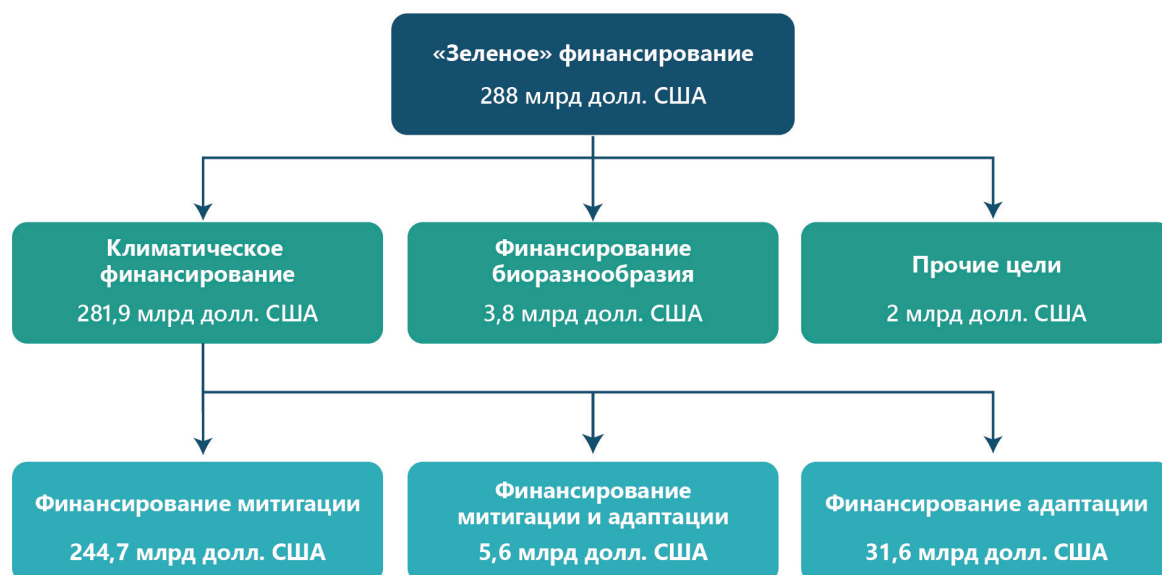 «Зеленое» финансирование
288 млрд долл. США
Климатическое
финансирование
281,9 млрд долл. США
Финансирование
биоразнообразия
3,8 млрд долл. США
Прочие цели
2 млрд долл. США
Финансирование митигации
244,7 млрд долл. США
Финансирование
митигации и адаптации
5,6 млрд долл. США
Финансирование адаптации
31,6 млрд долл. США